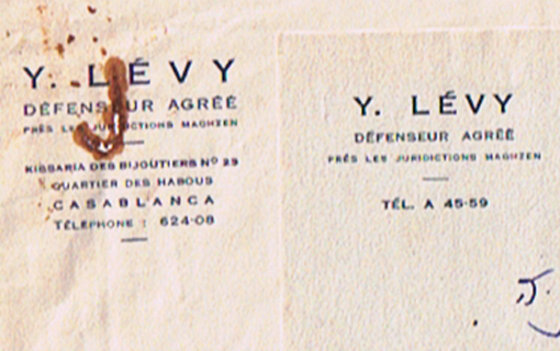 Y. LÉVY
DÉFENSEUR AGRÉÉ
PRÈS LES JURIDICTIONS MAGHZEN
KISSARIA DES BIJOUTIERS Nº 29
QUARTIER DES HABOUS
CASABLANCA
TÉLÉPHONE : 624-08
Y. LÉVY
DÉFENSEUR AGRÉÉ
PRÈS LES JURIDICTIONS MAGHZEN
TÉL. A 45-59